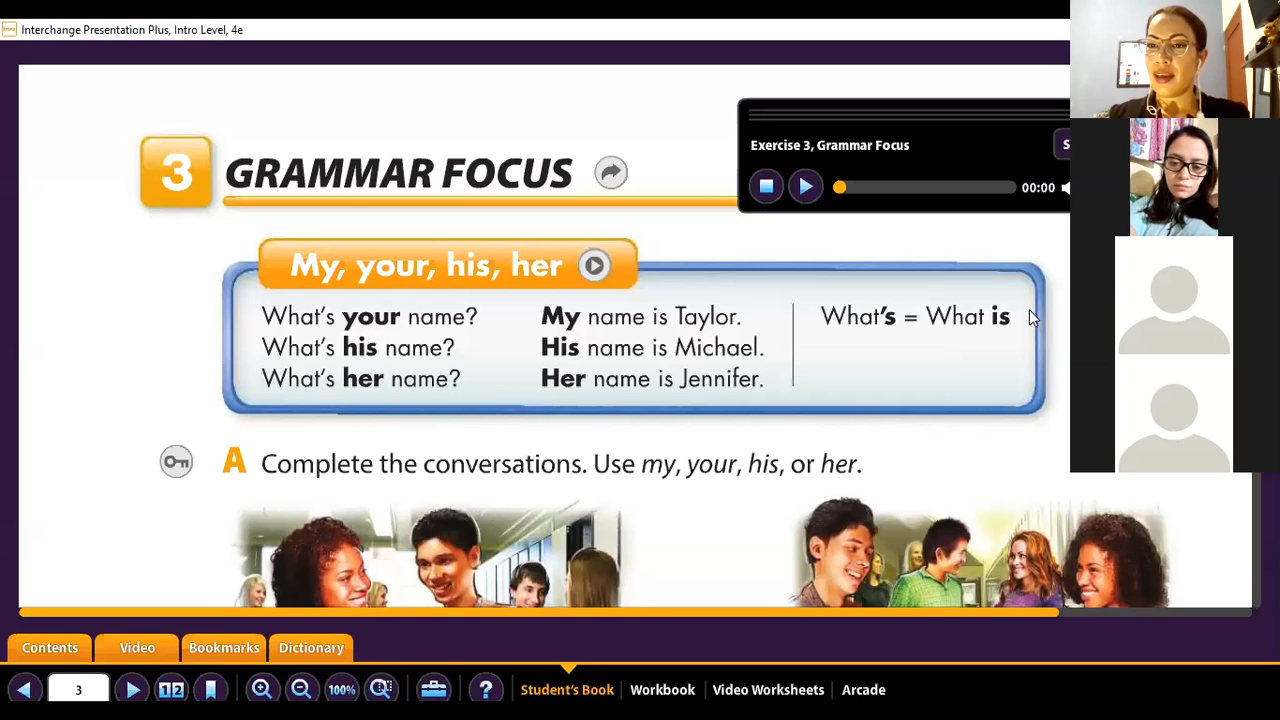 Interchange Presentation Plus, Intro Level, 4e
3 GRAMMAR FOCUS
Exercise 3, Grammar Focus
S
00:00
My, your, his, her
What's your name? My name is Taylor. What's = What is
What's his name? His name is Michael.
What's her name? Her name is Jennifer.
A Complete the conversations. Use my, your, his, or her.
Contents Video Bookmarks Dictionary
3 12 100% ? Student's Book Workbook Video Worksheets Arcade